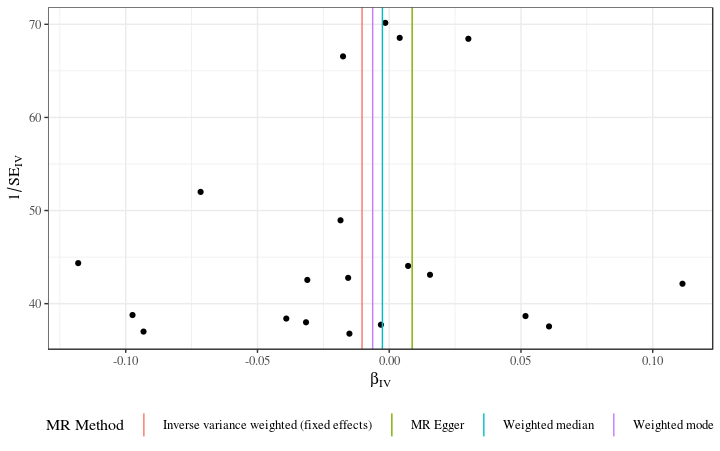 1/SE_IV
70
60
50
40
-0.10 -0.05 0.00 0.05 0.10
β_IV
MR Method Inverse variance weighted (fixed effects) MR Egger Weighted median Weighted mode